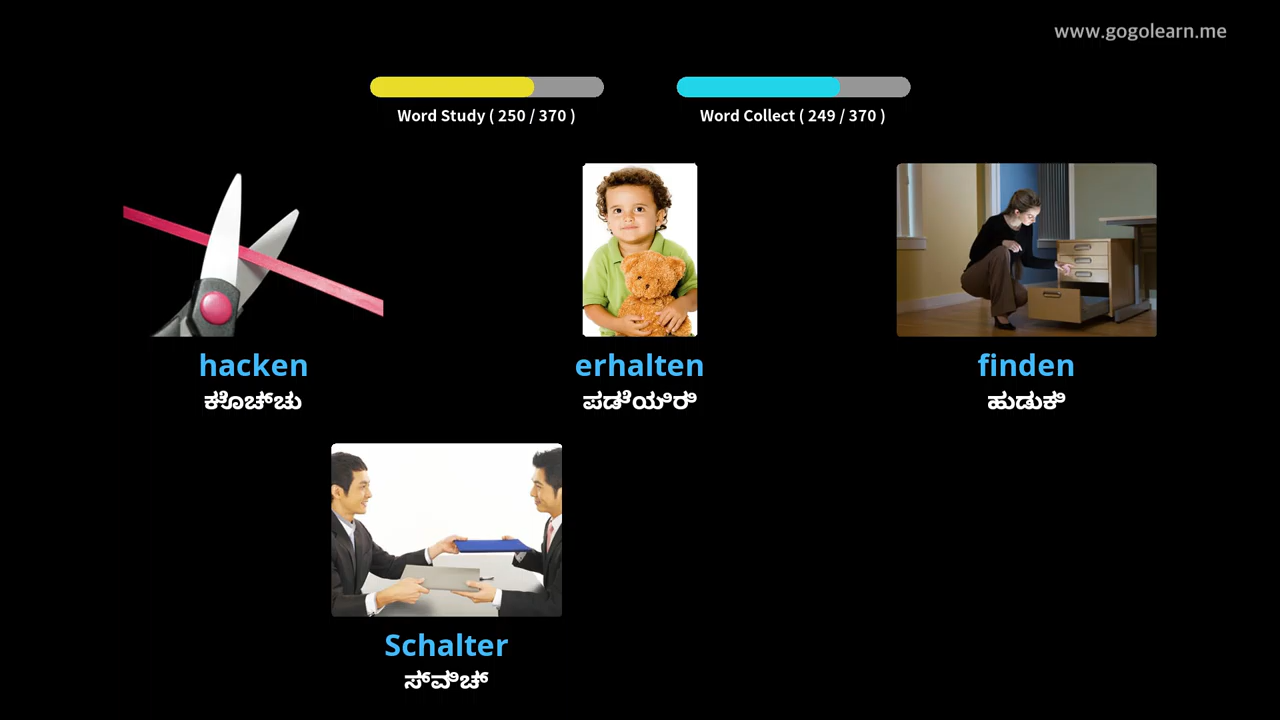 www.gogolearn.me
Word Study ( 250 / 370 )
Word Collect ( 249 / 370 )
hacken
ಕೊಚ್ಚು
erhalten
ಪಡೆಯಿರಿ
finden
ಹುಡುಕಿ
Schalter
ಸ್ವಿಚ್